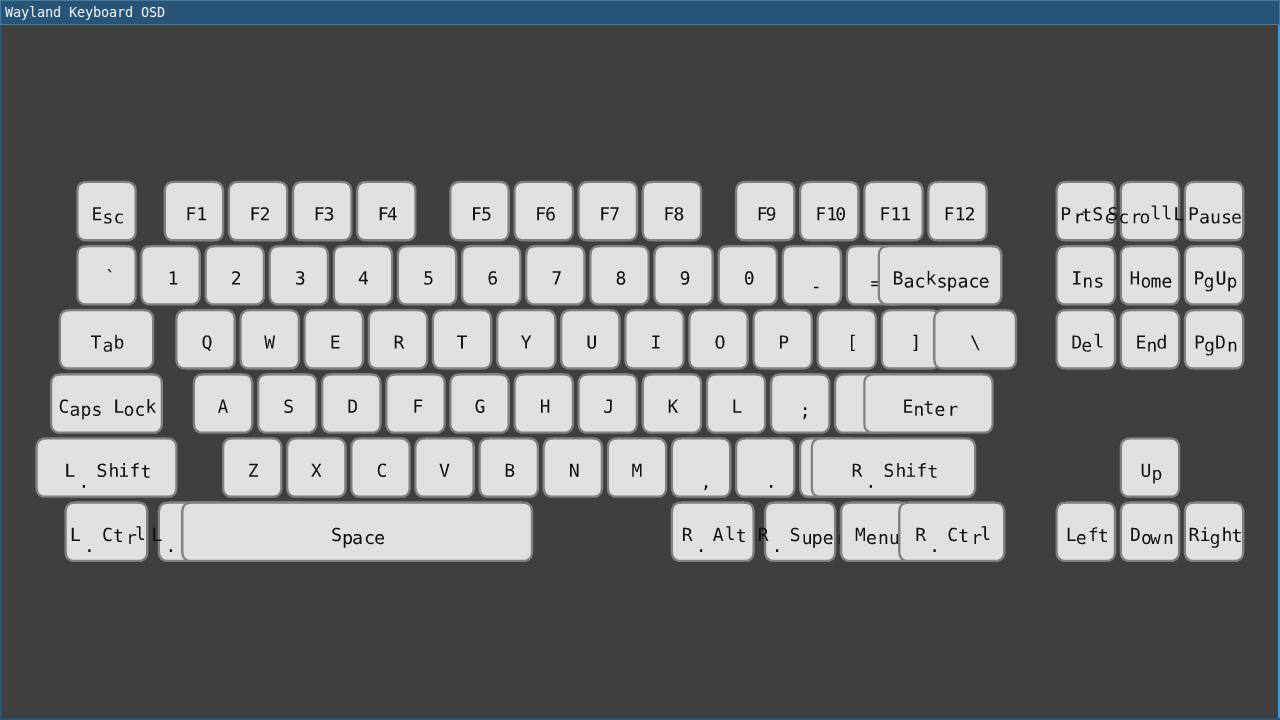 Wayland Keyboard OSD
Esc F1 F2 F3 F4 F5 F6 F7 F8 F9 F10 F11 F12 PrtSc ScrollL Pause
` 1 2 3 4 5 6 7 8 9 0 - = Backspace Ins Home PgUp
Tab Q W E R T Y U I O P [ ] \ Del End PgDn
Caps Lock A S D F G H J K L ; Enter
L. Shift Z X C V B N M , . R. Shift Up
L. Ctrl L. Space R. Alt R. Supe Menu R. Ctrl Left Down Right